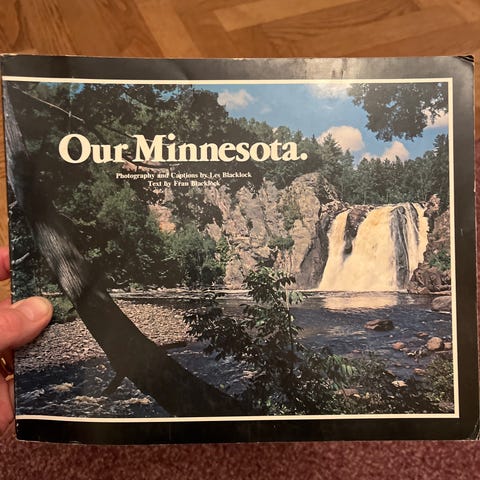 Our Minnesota.
Photography and Captions by Les Blacklock
Text by Fran Blacklock